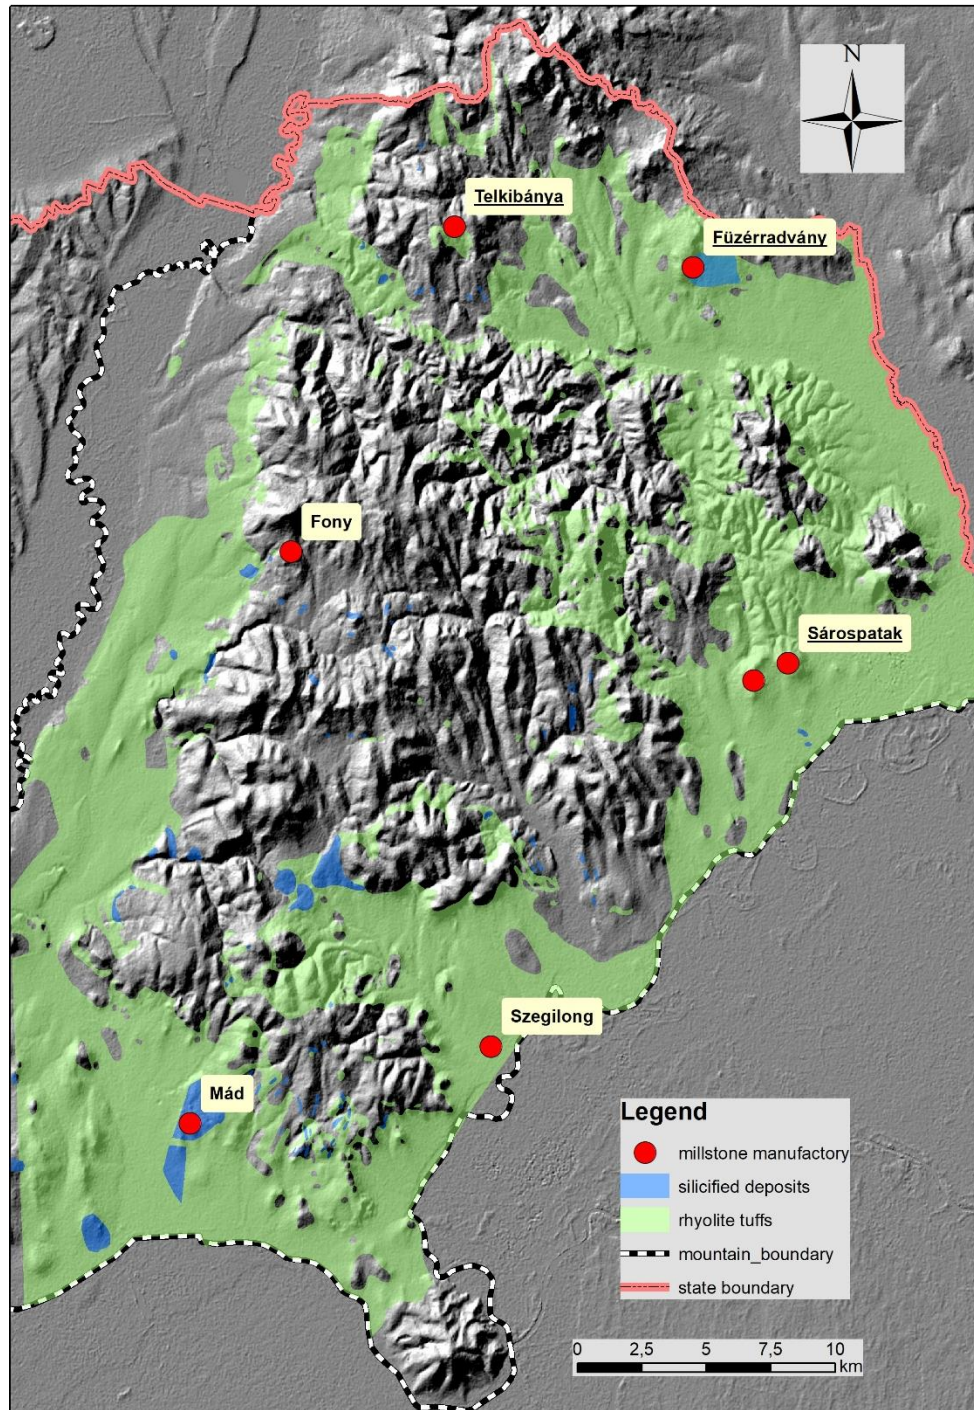 N
Telkibánya
Füzérradvány
Fony
Sárospatak
Szegilong
Mád
Legend
millstone manufactory
silicified deposits
rhyolite tuffs
mountain_boundary
state boundary
0 2,5 5 7,5 10
km